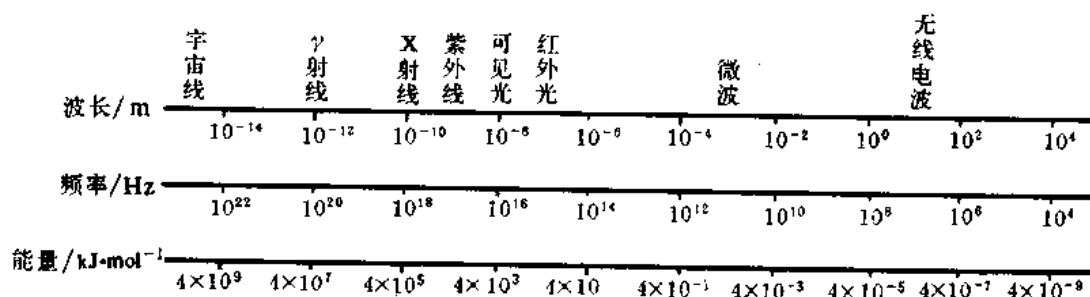 宇宙线 γ射线 X射线 紫外线 可见光 红外光 微波 无线电波
波长/m
10⁻¹⁴ 10⁻¹² 10⁻¹⁰ 10⁻⁸ 10⁻⁶ 10⁻⁴ 10⁻² 10⁰ 10² 10⁴
频率/Hz
10²² 10²⁰ 10¹⁸ 10¹⁶ 10¹⁴ 10¹² 10¹⁰ 10⁸ 10⁶ 10⁴
能量/kJ·mol⁻¹
4×10⁹ 4×10⁷ 4×10⁵ 4×10³ 4×10 4×10⁻¹ 4×10⁻³ 4×10⁻⁵ 4×10⁻⁷ 4×10⁻⁹